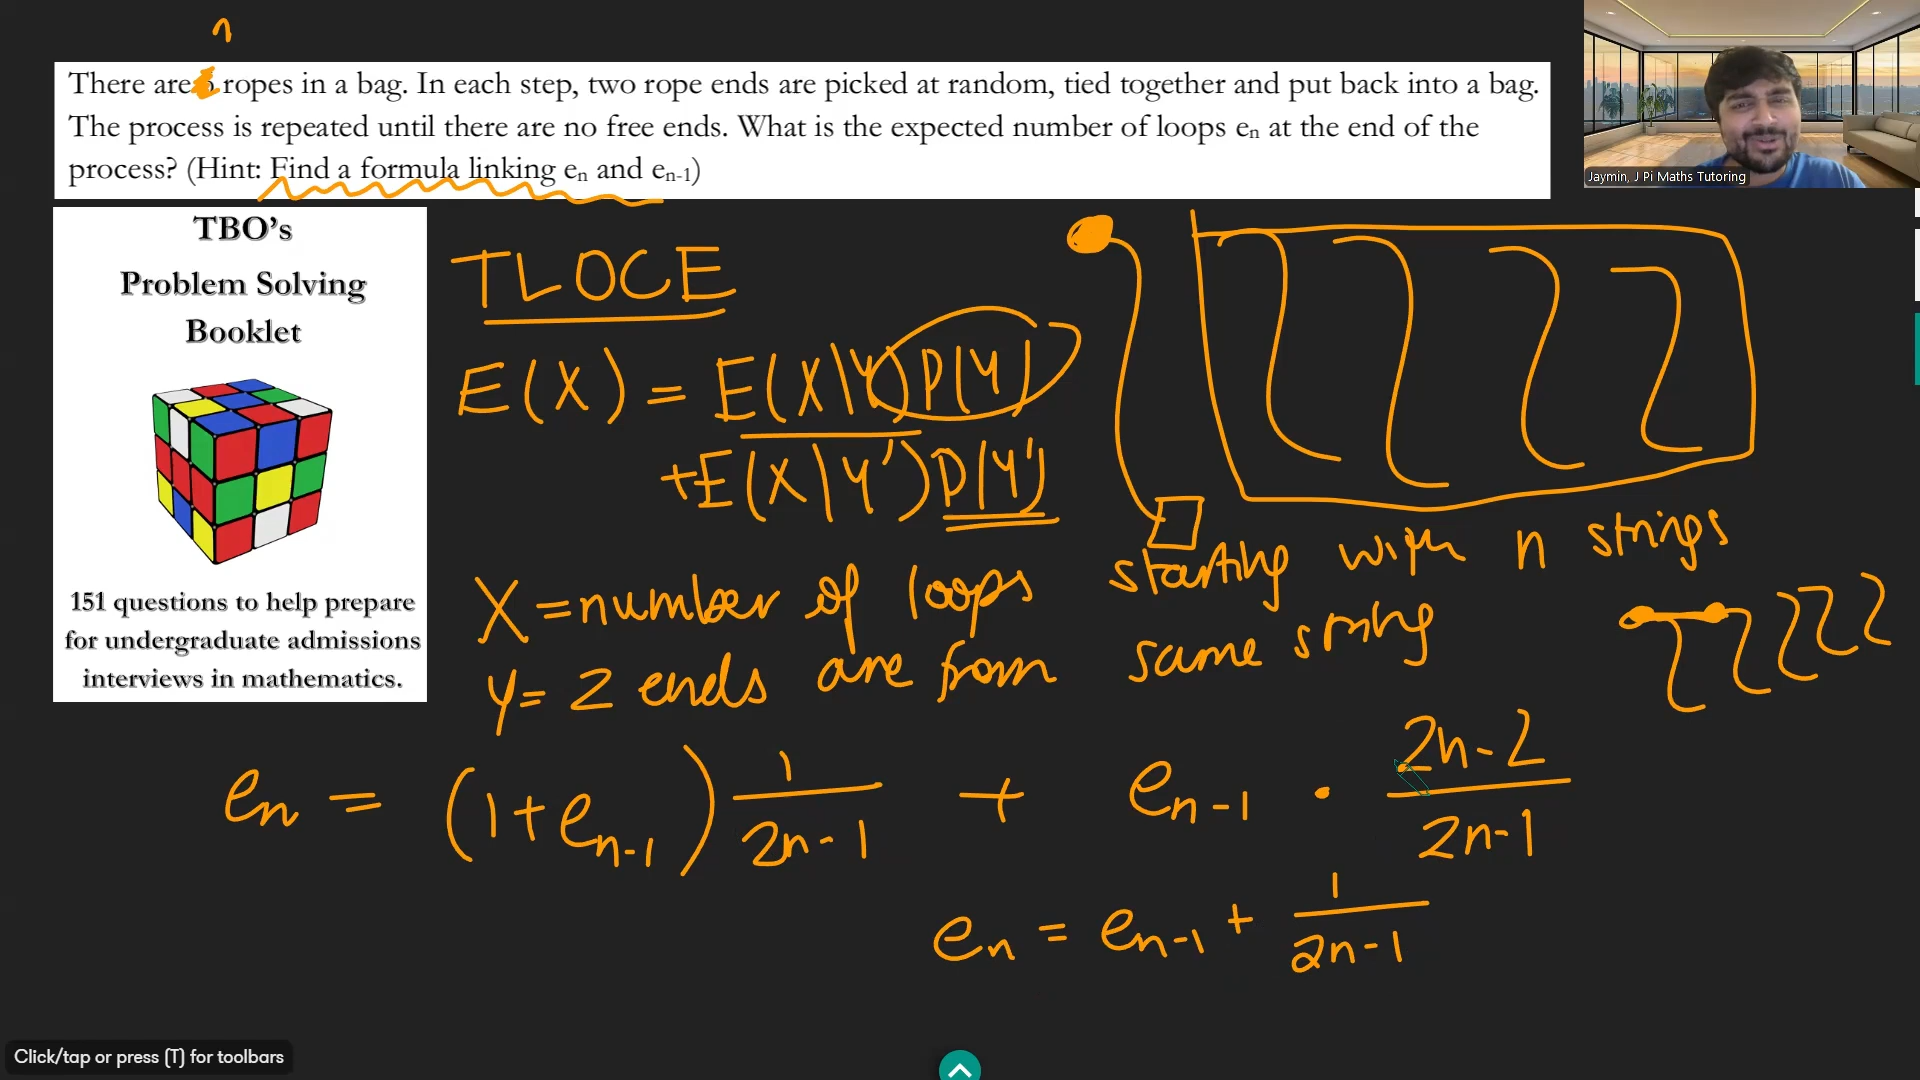 n
There are ropes in a bag. In each step, two rope ends are picked at random, tied together and put back into a bag.
The process is repeated until there are no free ends. What is the expected number of loops eₙ at the end of the
process? (Hint: Find a formula linking eₙ and eₙ₋₁)
Jaymin, J Pi Maths Tutoring
TBO's
Problem Solving
Booklet
151 questions to help prepare
for undergraduate admissions
interviews in mathematics.
TLOCE
E(X) = E(X|Y)P(Y)
+E(X|Y')P(Y')
X = number of loops starting with n strings
Y = 2 ends are from same string
eₙ = (1+eₙ₋₁) 1/(2n-1) + eₙ₋₁ · (2n-2)/(2n-1)
eₙ = eₙ₋₁ + 1/(2n-1)
Click/tap or press (T) for toolbars